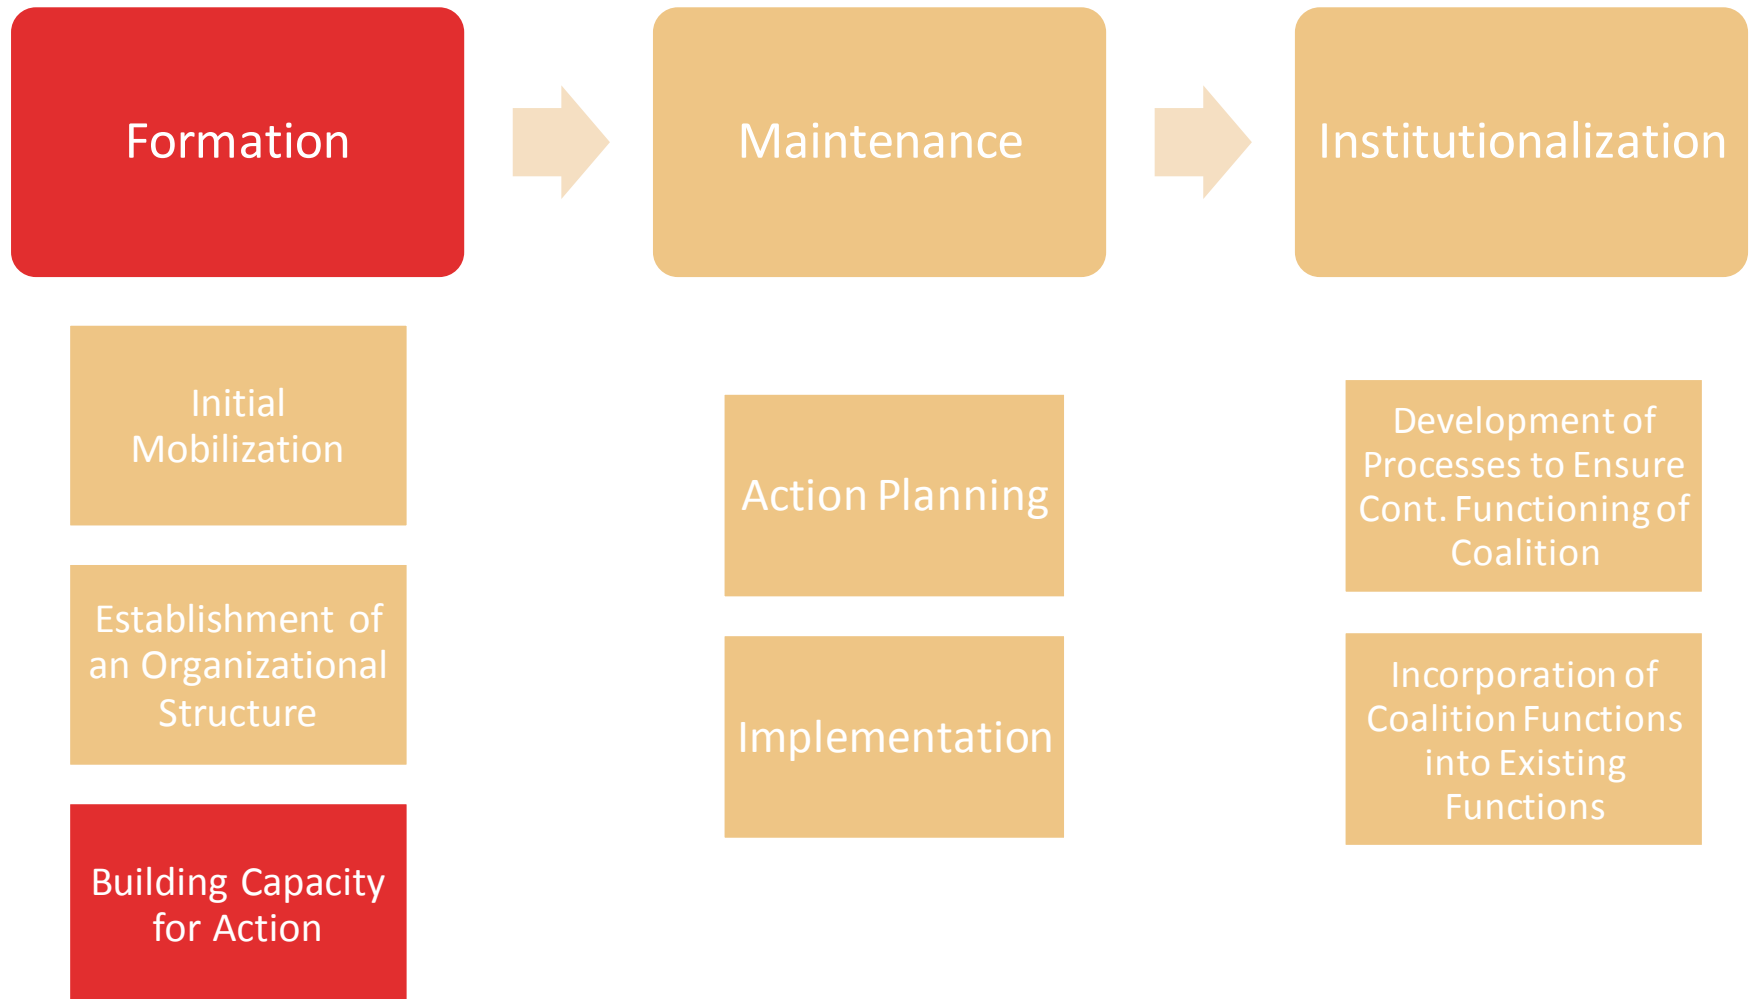 Formation
Maintenance
Institutionalization
Initial
Mobilization
Establishment of
an Organizational
Structure
Building Capacity
for Action
Action Planning
Implementation
Development of
Processes to Ensure
Cont. Functioning of
Coalition
Incorporation of
Coalition Functions
into Existing
Functions